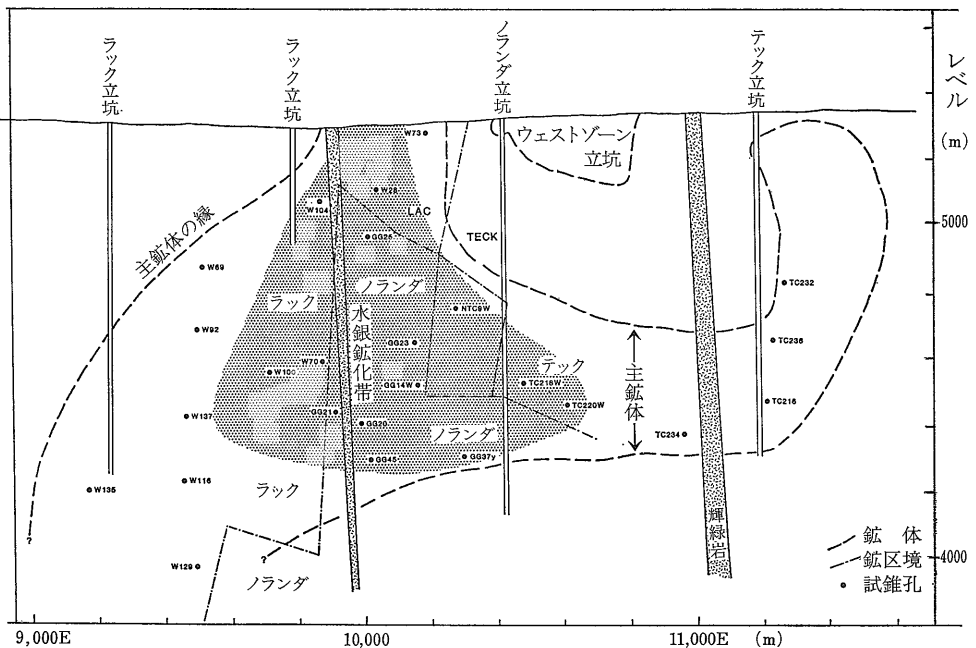 ラック立坑
ラック立坑
ノランダ立坑
テック立坑
レベル
(m)
W73
ウェストゾーン
立坑
W28
W104
LAC
5000
主鉱体の縁
GG26
TECK
W69
TC232
ラック
ノランダ
水銀鉱化帯
NTC8W
W92
GG23
TC236
W70
テック
主鉱体
W100
GG14W
TC218W
TC216
GG21
TC220W
W137
GG20
ノランダ
TC234
GG45
GG37y
W116
ラック
W135
輝緑岩
?
鉱 体
?
4000
W129
鉱区境
ノランダ
試錐孔
9,000E
10,000
11,000E
(m)